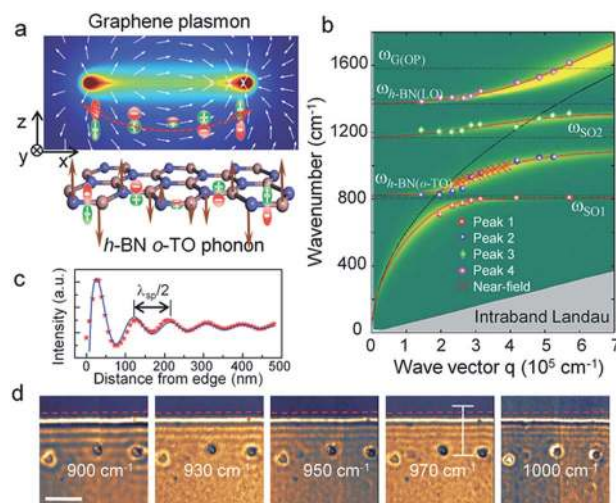 a
Graphene plasmon
z
y
x
h-BN o-TO phonon
b
Wavenumber (cm⁻¹)
1600
1200
800
400
0
ω_G(OP)
ω_h-BN(LO)
ω_SO2
ω_h-BN(o-TO)
ω_SO1
Peak 1
Peak 2
Peak 3
Peak 4
Near-field
Intraband Landau
0 1 2 3 4 5 6 7
Wave vector q (10⁵ cm⁻¹)
c
Intensity (a.u.)
λ_sp/2
0 100 200 300 400 500
Distance from edge (nm)
d
900 cm⁻¹
930 cm⁻¹
950 cm⁻¹
970 cm⁻¹
1000 cm⁻¹